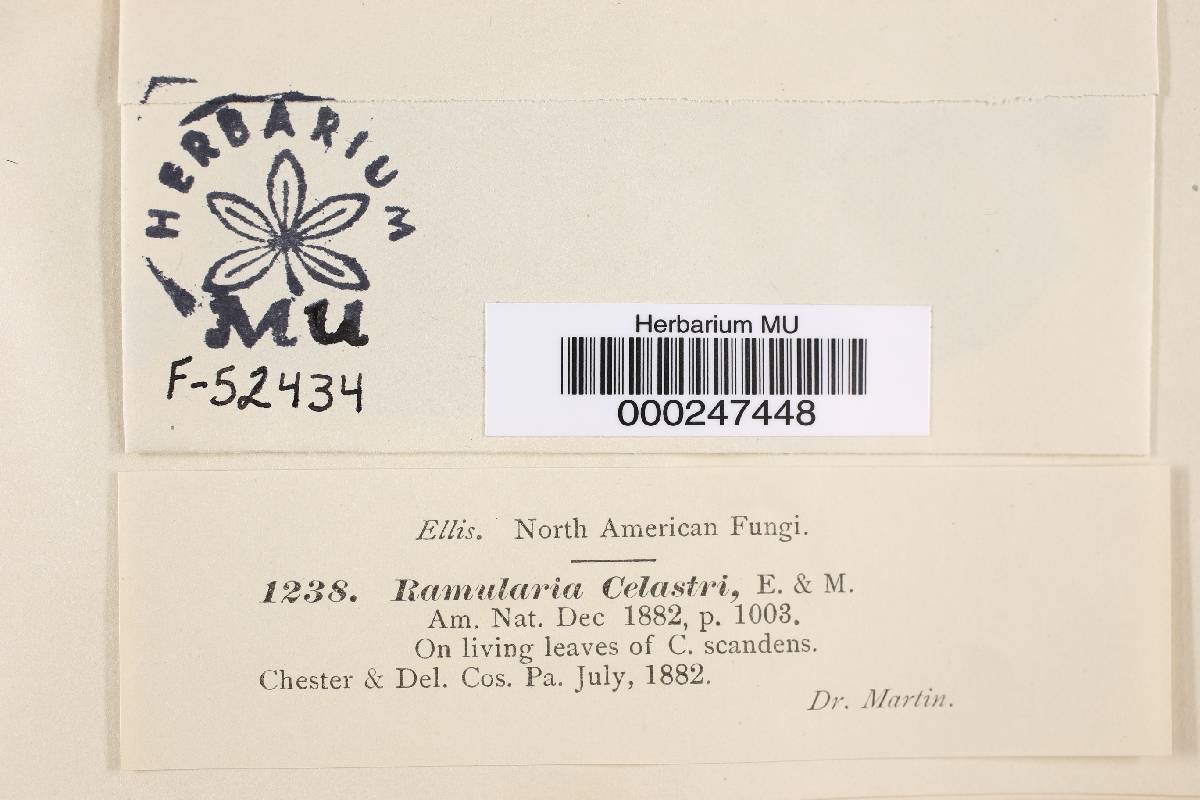 HERBARIUM
MU
F-52434
Herbarium MU
000247448
Ellis. North American Fungi.
1238. Ramularia Celastri, E. & M.
Am. Nat. Dec 1882, p. 1003.
On living leaves of C. scandens.
Chester & Del. Cos. Pa. July, 1882.
Dr. Martin.